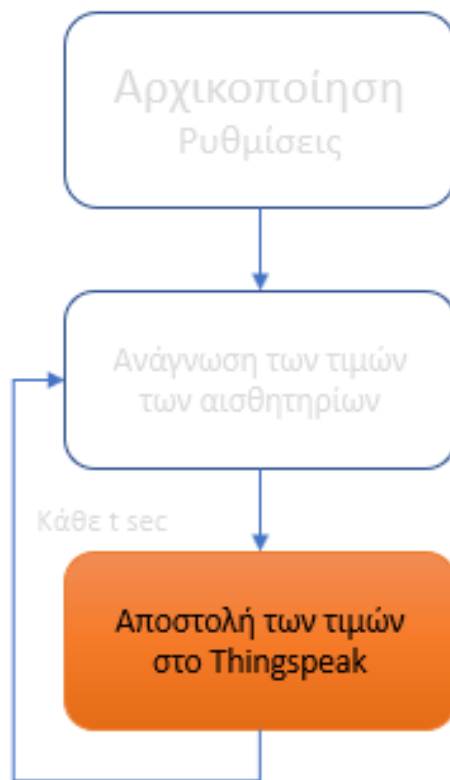 Αρχικοποίηση
Ρυθμίσεις
Ανάγνωση των τιμών
των αισθητηρίων
Κάθε t sec
Αποστολή των τιμών
στο Thingspeak